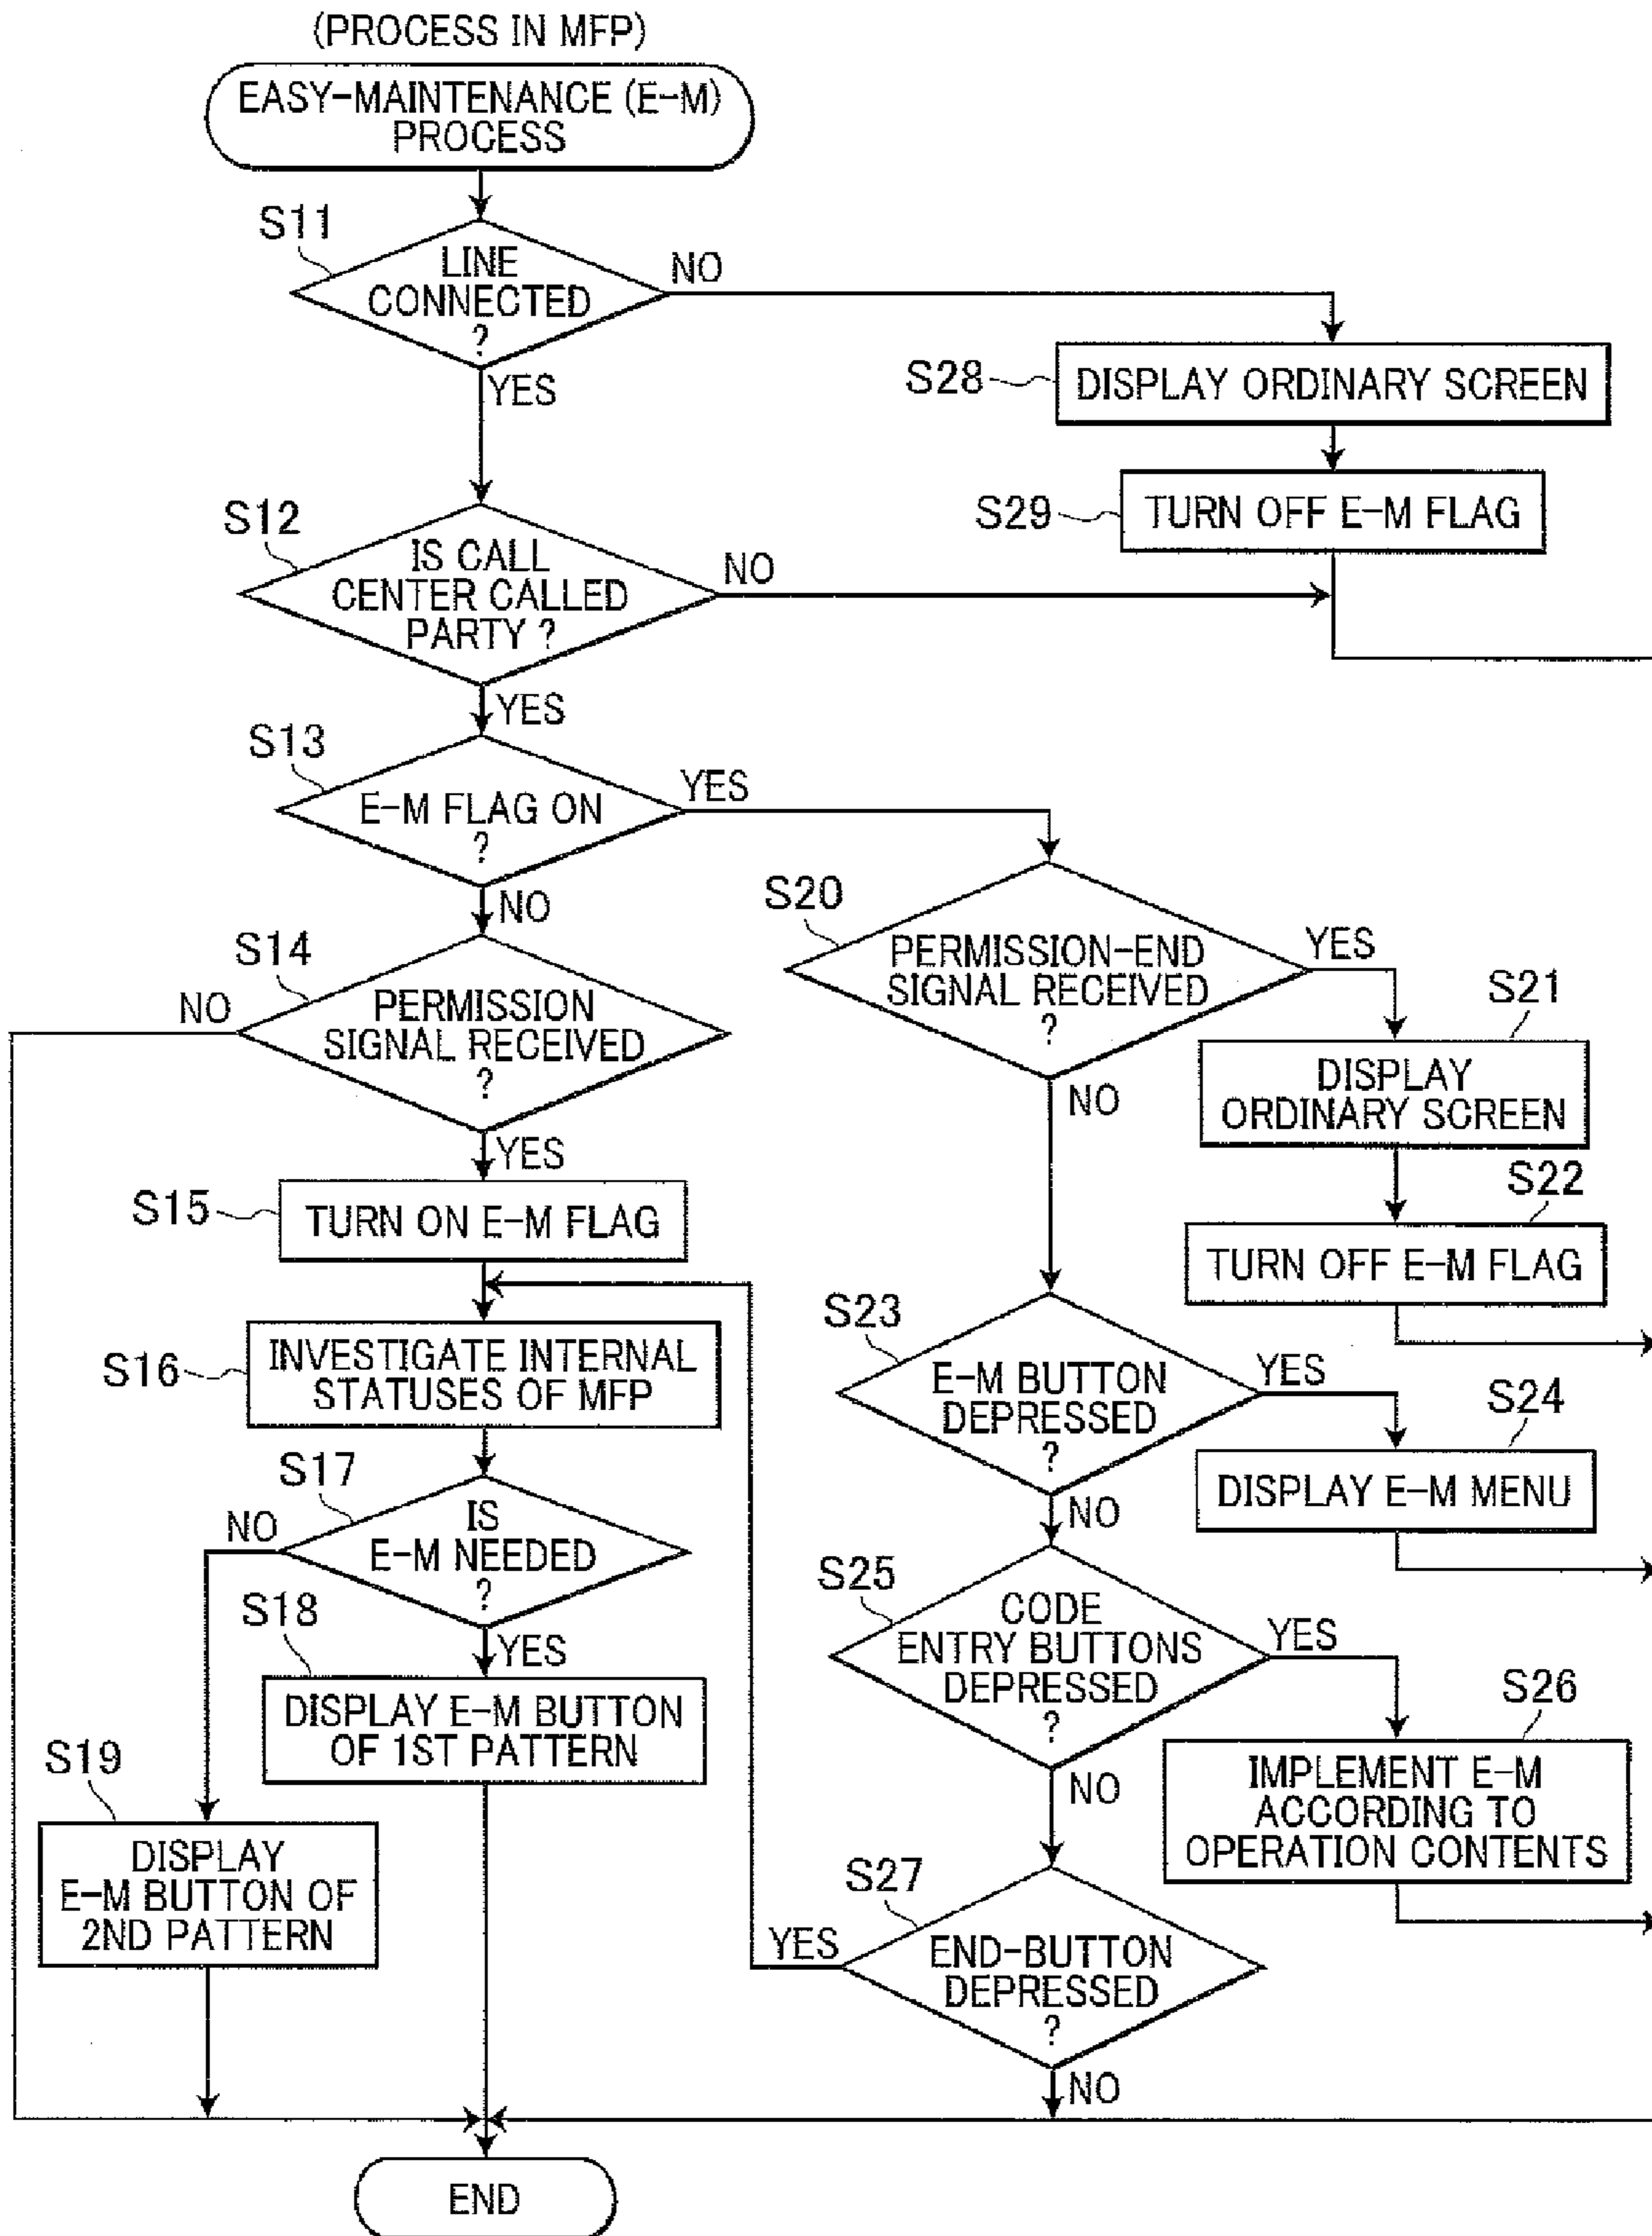 (PROCESS IN MFP)
EASY-MAINTENANCE (E-M)
PROCESS
S11
LINE
CONNECTED
?
NO
YES
S28
DISPLAY ORDINARY SCREEN
S29
TURN OFF E-M FLAG
S12
IS CALL
CENTER CALLED
PARTY ?
NO
YES
S13
E-M FLAG ON
?
YES
NO
S14
PERMISSION
SIGNAL RECEIVED
?
NO
YES
S15
TURN ON E-M FLAG
S16
INVESTIGATE INTERNAL
STATUSES OF MFP
S17
IS
E-M NEEDED
?
NO
YES
S18
DISPLAY E-M BUTTON
OF 1ST PATTERN
S19
DISPLAY
E-M BUTTON OF
2ND PATTERN
S20
PERMISSION-END
SIGNAL RECEIVED
?
YES
NO
S21
DISPLAY
ORDINARY SCREEN
S22
TURN OFF E-M FLAG
S23
E-M BUTTON
DEPRESSED
?
YES
NO
S24
DISPLAY E-M MENU
S25
CODE
ENTRY BUTTONS
DEPRESSED
?
YES
NO
S26
IMPLEMENT E-M
ACCORDING TO
OPERATION CONTENTS
S27
END-BUTTON
DEPRESSED
?
YES
NO
END